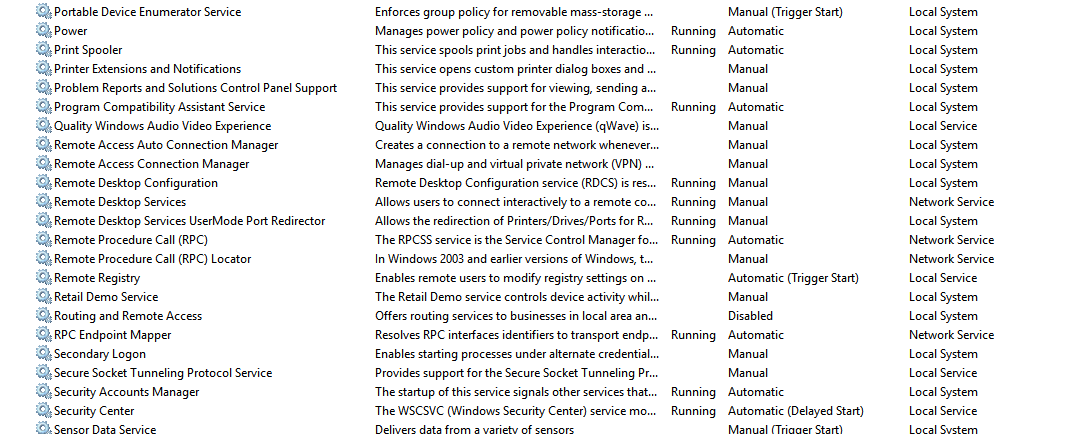 Portable Device Enumerator Service Enforces group policy for removable mass-storage ... Manual (Trigger Start) Local System
Power Manages power policy and power policy notificatio... Running Automatic Local System
Print Spooler This service spools print jobs and handles interactio... Running Automatic Local System
Printer Extensions and Notifications This service opens custom printer dialog boxes and ... Manual Local System
Problem Reports and Solutions Control Panel Support This service provides support for viewing, sending a... Manual Local System
Program Compatibility Assistant Service This service provides support for the Program Com... Running Automatic Local System
Quality Windows Audio Video Experience Quality Windows Audio Video Experience (qWave) is... Manual Local Service
Remote Access Auto Connection Manager Creates a connection to a remote network whenever... Manual Local System
Remote Access Connection Manager Manages dial-up and virtual private network (VPN) ... Manual Local System
Remote Desktop Configuration Remote Desktop Configuration service (RDCS) is res... Running Manual Local System
Remote Desktop Services Allows users to connect interactively to a remote co... Running Manual Network Service
Remote Desktop Services UserMode Port Redirector Allows the redirection of Printers/Drives/Ports for R... Running Manual Local System
Remote Procedure Call (RPC) The RPCSS service is the Service Control Manager fo... Running Automatic Network Service
Remote Procedure Call (RPC) Locator In Windows 2003 and earlier versions of Windows, t... Manual Network Service
Remote Registry Enables remote users to modify registry settings on ... Automatic (Trigger Start) Local Service
Retail Demo Service The Retail Demo service controls device activity whil... Manual Local System
Routing and Remote Access Offers routing services to businesses in local area an... Disabled Local System
RPC Endpoint Mapper Resolves RPC interfaces identifiers to transport endp... Running Automatic Network Service
Secondary Logon Enables starting processes under alternate credential... Manual Local System
Secure Socket Tunneling Protocol Service Provides support for the Secure Socket Tunneling Pr... Manual Local Service
Security Accounts Manager The startup of this service signals other services that... Running Automatic Local System
Security Center The WSCSVC (Windows Security Center) service mo... Running Automatic (Delayed Start) Local Service
Sensor Data Service Delivers data from a variety of sensors Manual (Trigger Start) Local System